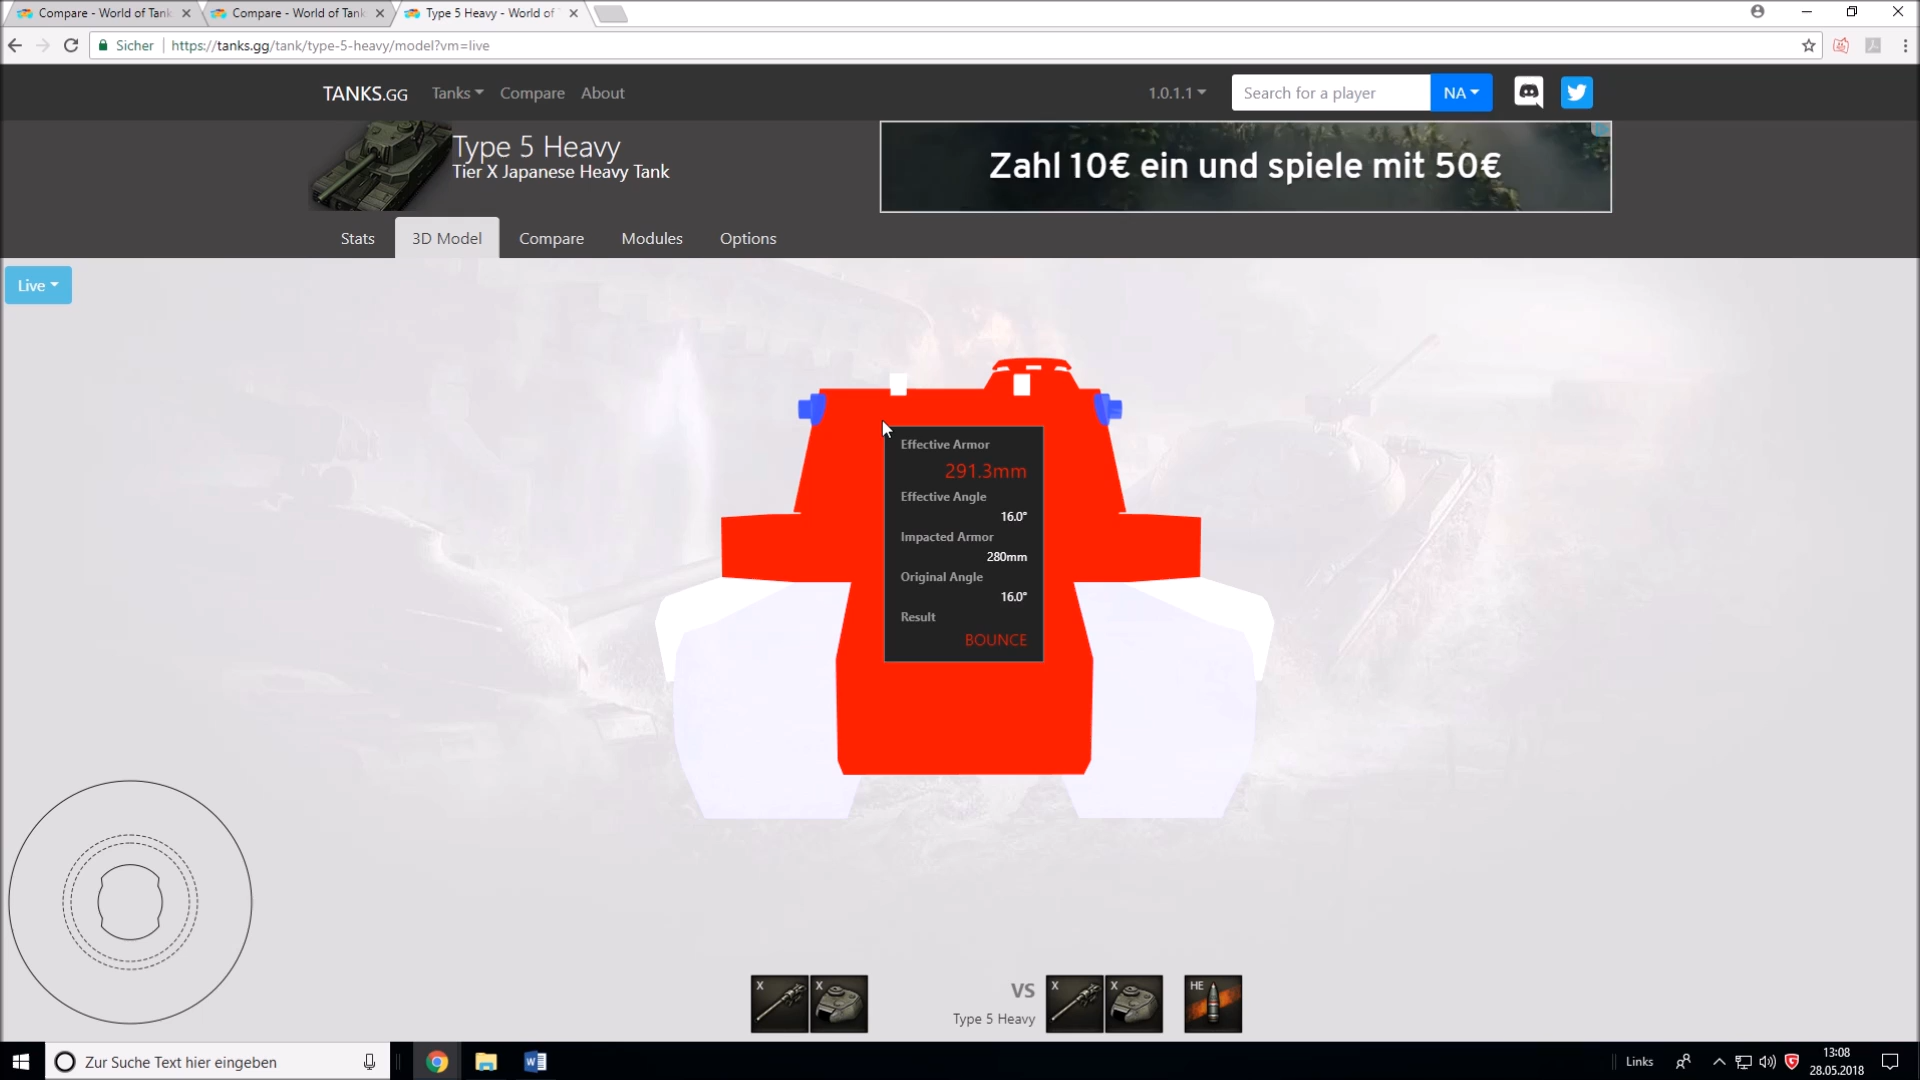 Compare - World of Tank
Compare - World of Tank
Type 5 Heavy - World of
Sicher
https://tanks.gg/tank/type-5-heavy/model?vm=live
TANKS.GG
Tanks
Compare
About
1.0.1.1
Search for a player
NA
Type 5 Heavy
Tier X Japanese Heavy Tank
Zahl 10€ ein und spiele mit 50€
Stats
3D Model
Compare
Modules
Options
Live
Effective Armor
291.3mm
Effective Angle
16.0°
Impacted Armor
280mm
Original Angle
16.0°
Result
BOUNCE
X
X
VS
Type 5 Heavy
X
X
HE
Zur Suche Text hier eingeben
Links
13:08
28.05.2018